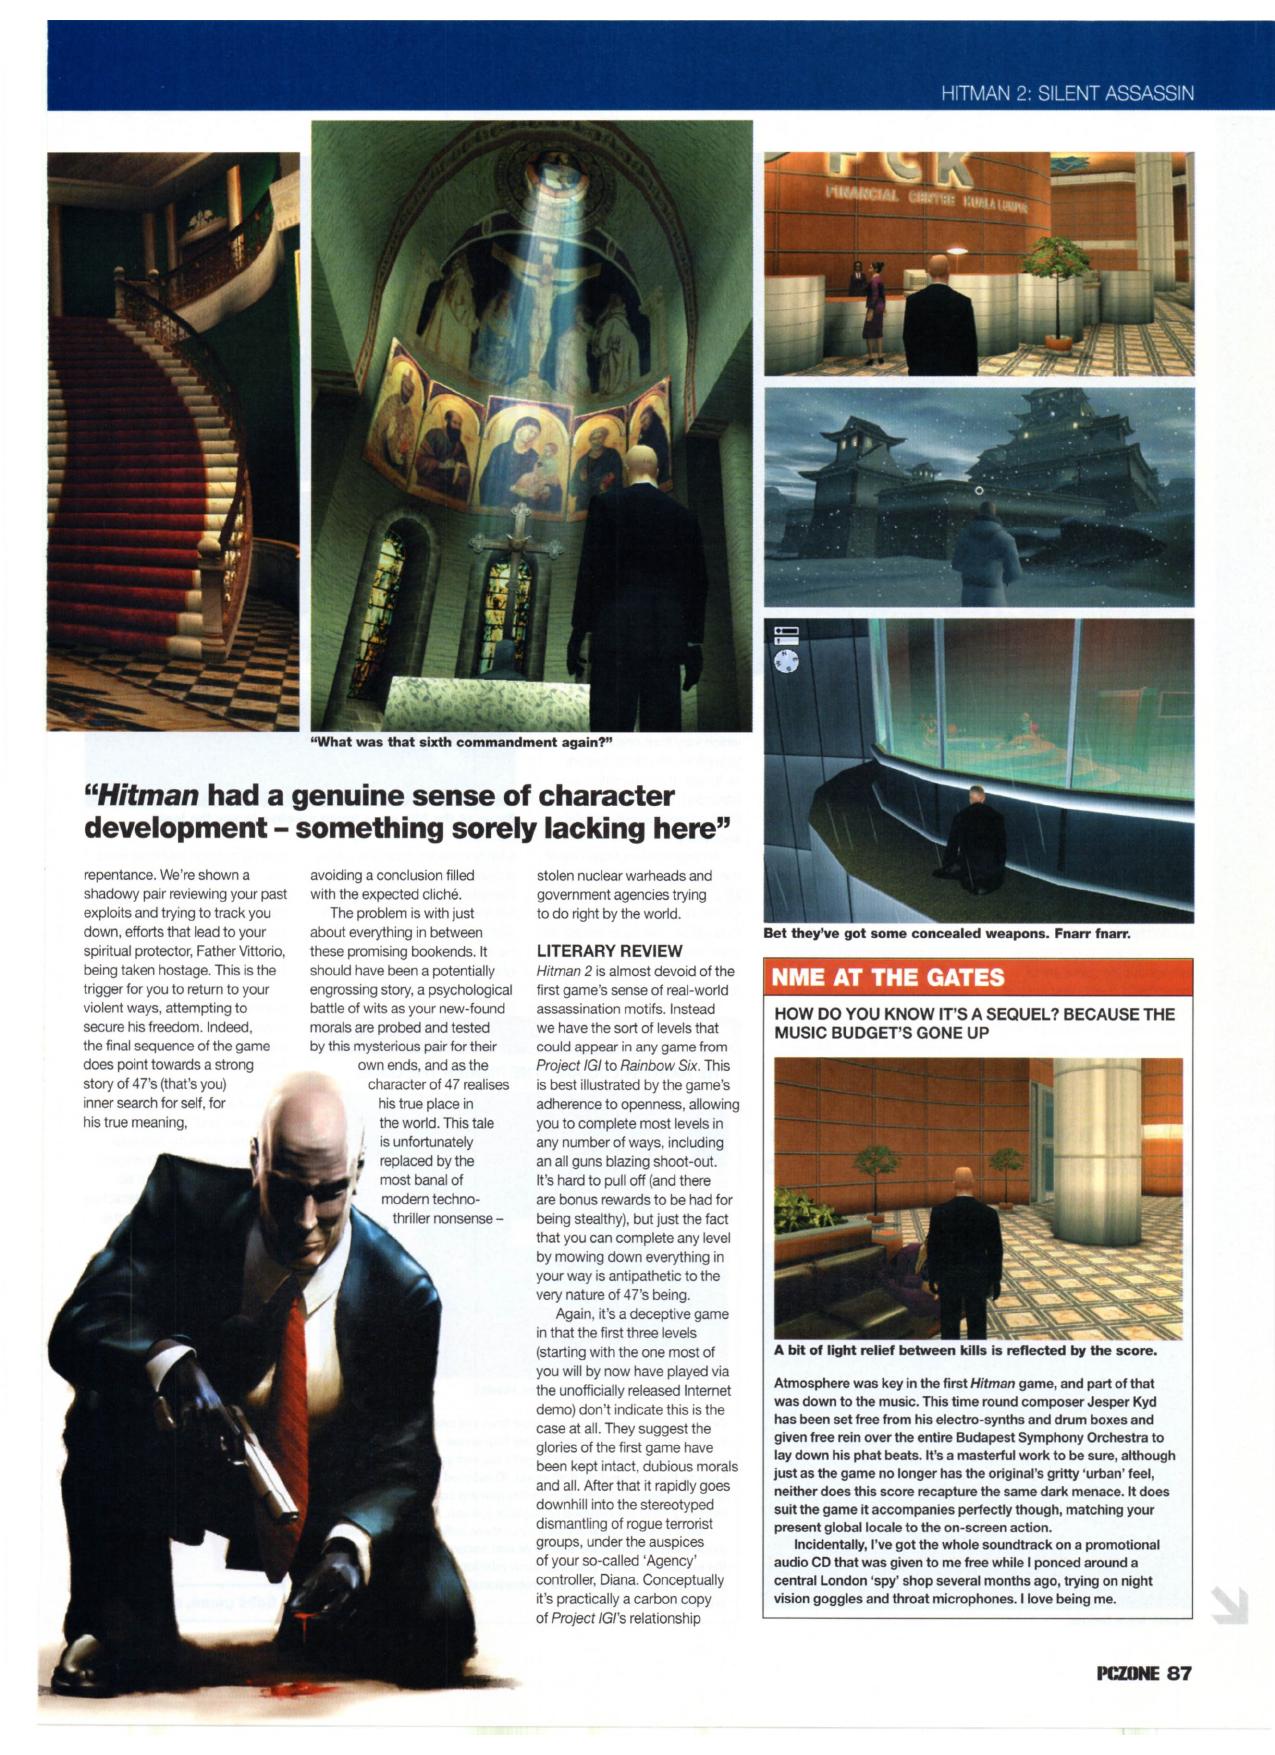 HITMAN 2: SILENT ASSASSIN
FCK
FINANCIAL CENTRE KUALA LUMPUR
“What was that sixth commandment again?”
“Hitman had a genuine sense of character
development – something sorely lacking here”
repentance. We’re shown a
shadowy pair reviewing your past
exploits and trying to track you
down, efforts that lead to your
spiritual protector, Father Vittorio,
being taken hostage. This is the
trigger for you to return to your
violent ways, attempting to
secure his freedom. Indeed,
the final sequence of the game
does point towards a strong
story of 47’s (that’s you)
inner search for self, for
his true meaning,
avoiding a conclusion filled
with the expected cliché.
The problem is with just
about everything in between
these promising bookends. It
should have been a potentially
engrossing story, a psychological
battle of wits as your new-found
morals are probed and tested
by this mysterious pair for their
own ends, and as the
character of 47 realises
his true place in
the world. This tale
is unfortunately
replaced by the
most banal of
modern techno-
thriller nonsense –
stolen nuclear warheads and
government agencies trying
to do right by the world.
LITERARY REVIEW
Hitman 2 is almost devoid of the
first game’s sense of real-world
assassination motifs. Instead
we have the sort of levels that
could appear in any game from
Project IGI to Rainbow Six. This
is best illustrated by the game’s
adherence to openness, allowing
you to complete most levels in
any number of ways, including
an all guns blazing shoot-out.
It’s hard to pull off (and there
are bonus rewards to be had for
being stealthy), but just the fact
that you can complete any level
by mowing down everything in
your way is antipathetic to the
very nature of 47’s being.
Again, it’s a deceptive game
in that the first three levels
(starting with the one most of
you will by now have played via
the unofficially released Internet
demo) don’t indicate this is the
case at all. They suggest the
glories of the first game have
been kept intact, dubious morals
and all. After that it rapidly goes
downhill into the stereotyped
dismantling of rogue terrorist
groups, under the auspices
of your so-called ‘Agency’
controller, Diana. Conceptually
it’s practically a carbon copy
of Project IGI’s relationship
Bet they’ve got some concealed weapons. Fnarr fnarr.
NME AT THE GATES
HOW DO YOU KNOW IT’S A SEQUEL? BECAUSE THE
MUSIC BUDGET’S GONE UP
A bit of light relief between kills is reflected by the score.
Atmosphere was key in the first Hitman game, and part of that
was down to the music. This time round composer Jesper Kyd
has been set free from his electro-synths and drum boxes and
given free rein over the entire Budapest Symphony Orchestra to
lay down his phat beats. It’s a masterful work to be sure, although
just as the game no longer has the original’s gritty ‘urban’ feel,
neither does this score recapture the same dark menace. It does
suit the game it accompanies perfectly though, matching your
present global locale to the on-screen action.
Incidentally, I’ve got the whole soundtrack on a promotional
audio CD that was given to me free while I ponced around a
central London ‘spy’ shop several months ago, trying on night
vision goggles and throat microphones. I love being me.
PCZONE 87